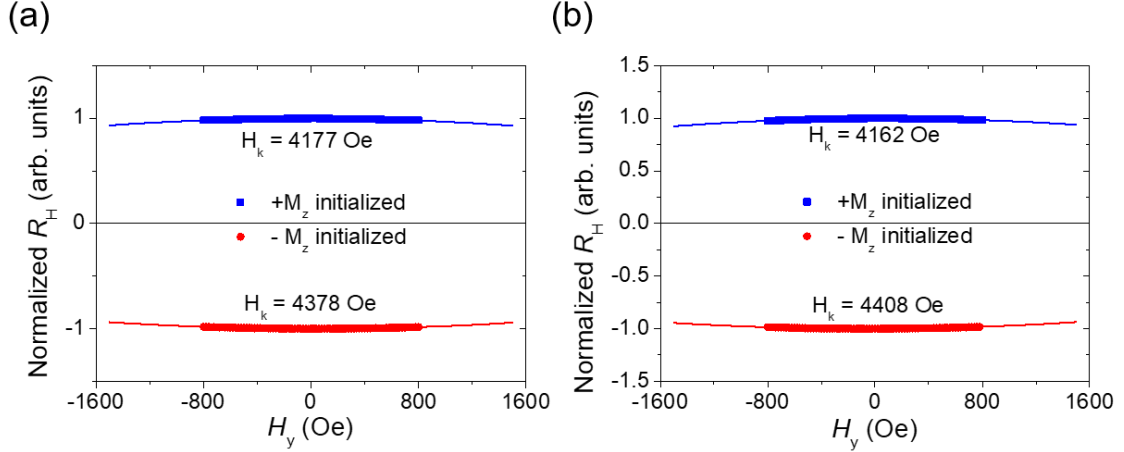 (a)
Normalized R_H (arb. units)
1
0
-1
H_k = 4177 Oe
+M_z initialized
- M_z initialized
H_k = 4378 Oe
-1600 -800 0 800 1600
H_y (Oe)
(b)
Normalized R_H (arb. units)
1.5
1.0
0.5
0.0
-0.5
-1.0
-1.5
H_k = 4162 Oe
+M_z initialized
- M_z initialized
H_k = 4408 Oe
-1600 -800 0 800 1600
H_y (Oe)